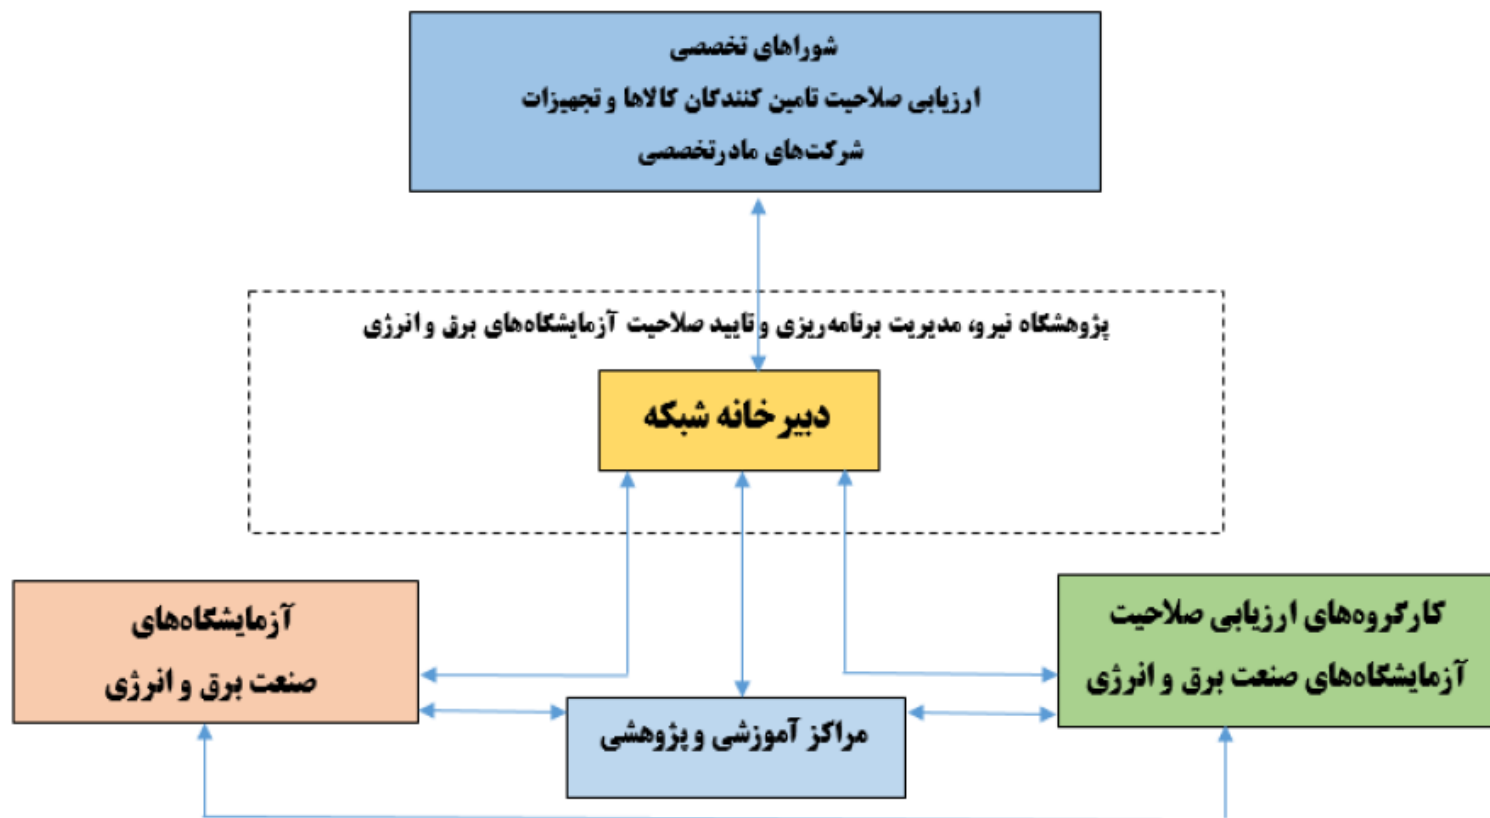 شوراهای تخصصی
ارزیابی صلاحیت تامین کنندگان کالاها و تجهیزات
شرکت‌های مادرتخصصی
پژوهشگاه نیرو، مدیریت برنامه‌ریزی و تایید صلاحیت آزمایشگاه‌های برق و انرژی
دبیرخانه شبکه
کارگروه‌های ارزیابی صلاحیت
آزمایشگاه‌های صنعت برق و انرژی
آزمایشگاه‌های
صنعت برق و انرژی
مراکز آموزشی و پژوهشی